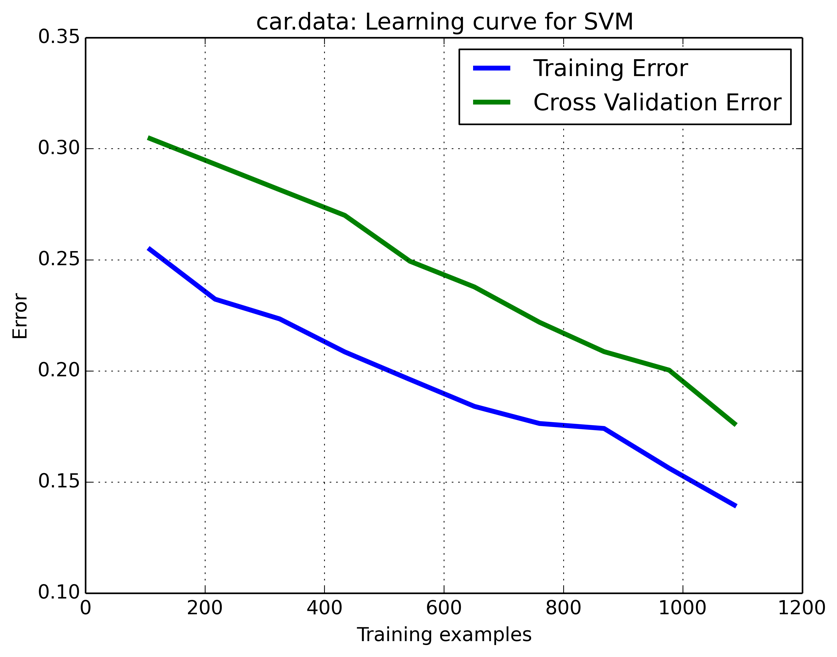 car.data: Learning curve for SVM
Training Error
Cross Validation Error
0.35
0.30
0.25
0.20
0.15
0.10
Error
0 200 400 600 800 1000 1200
Training examples